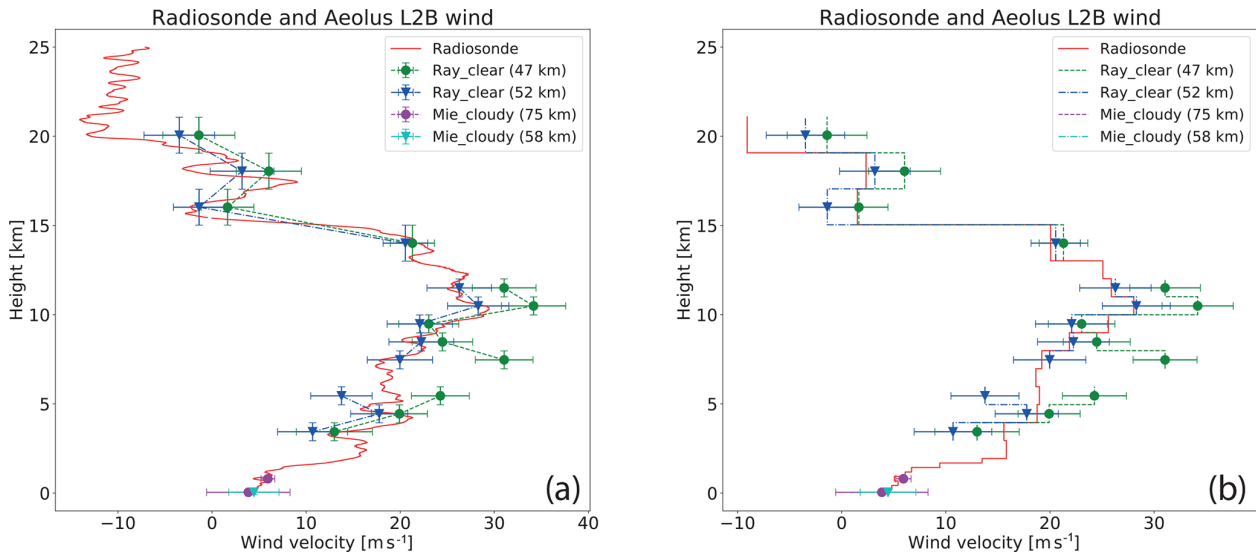 Radiosonde and Aeolus L2B wind
Height [km]
25
20
15
10
5
0
−10
0
10
20
30
40
Wind velocity [m s⁻¹]
Radiosonde
Ray_clear (47 km)
Ray_clear (52 km)
Mie_cloudy (75 km)
Mie_cloudy (58 km)
(a)
Radiosonde and Aeolus L2B wind
Height [km]
25
20
15
10
5
0
−10
0
10
20
30
Wind velocity [m s⁻¹]
Radiosonde
Ray_clear (47 km)
Ray_clear (52 km)
Mie_cloudy (75 km)
Mie_cloudy (58 km)
(b)